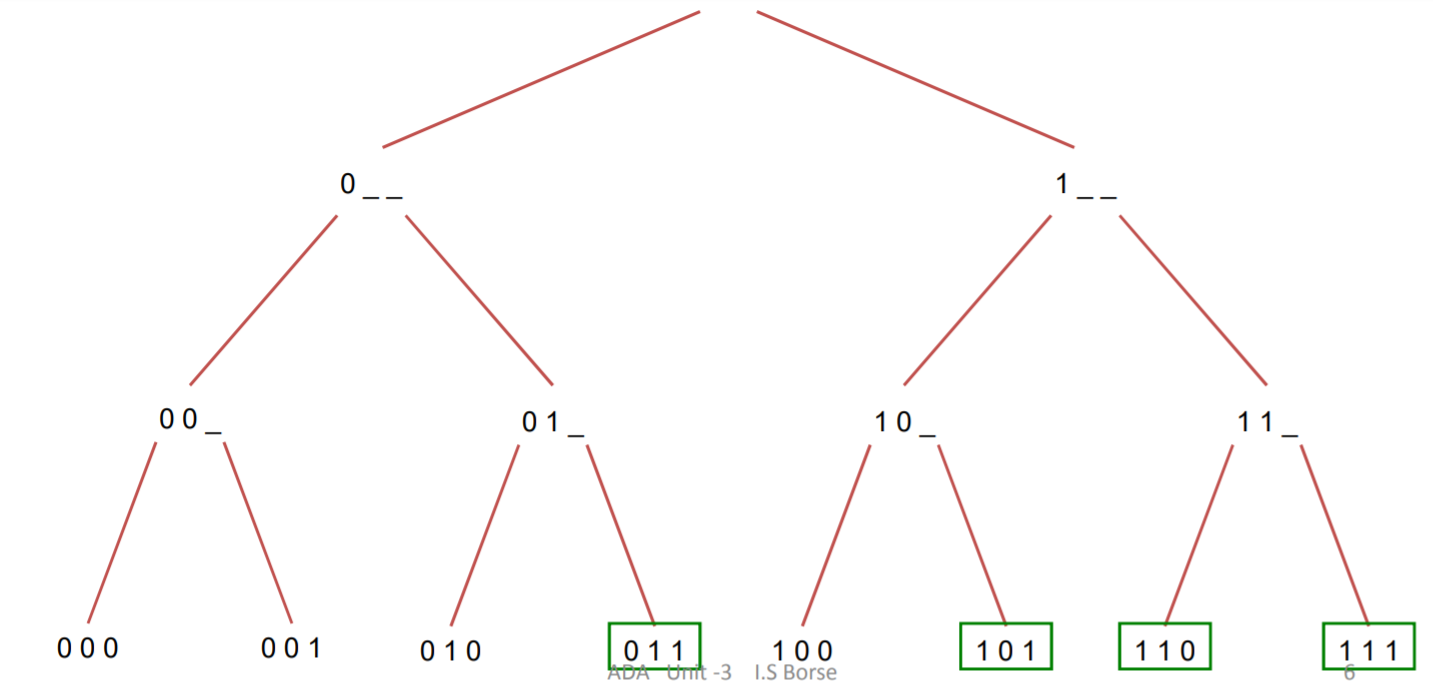 0 _ _ 1 _ _
0 0 _ 0 1 _ 1 0 _ 1 1 _
0 0 0 0 0 1 0 1 0 0 1 1 1 0 0 1 0 1 1 1 0 1 1 1
ADA Unit -3 I.S Borse 6